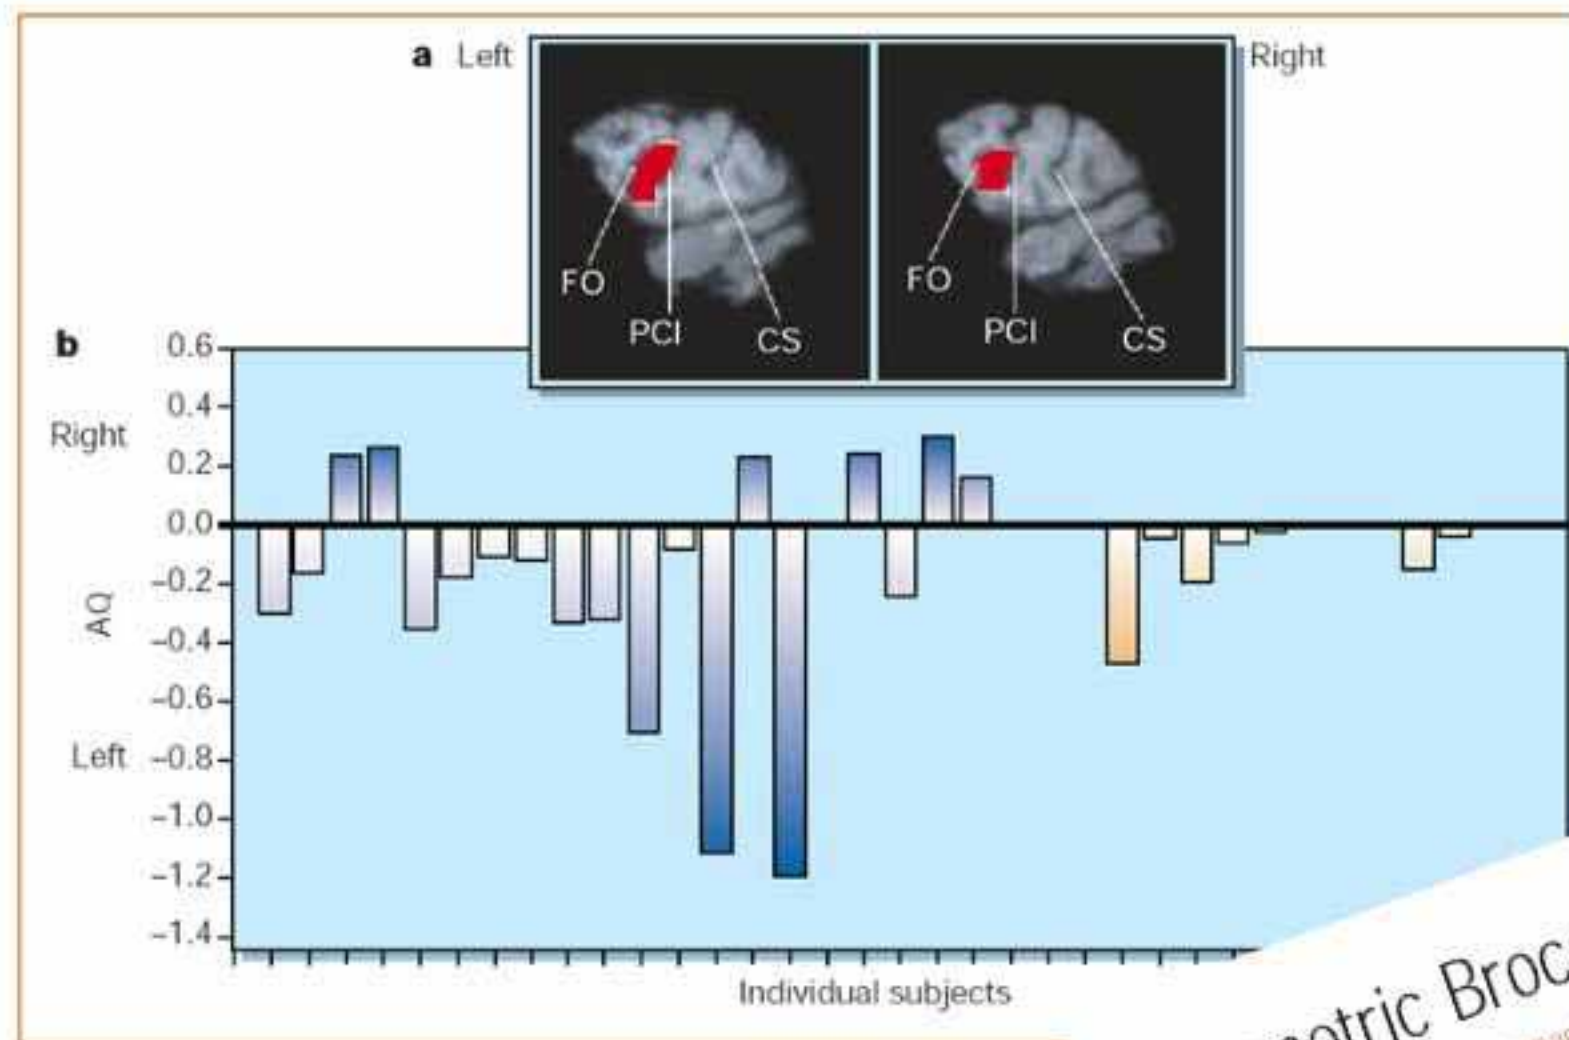 a Left
Right
FO
PCI
CS
FO
PCI
CS
b
0.6
0.4
Right
0.2
0.0
–0.2
AQ
–0.4
–0.6
Left
–0.8
–1.0
–1.2
–1.4
Individual subjects